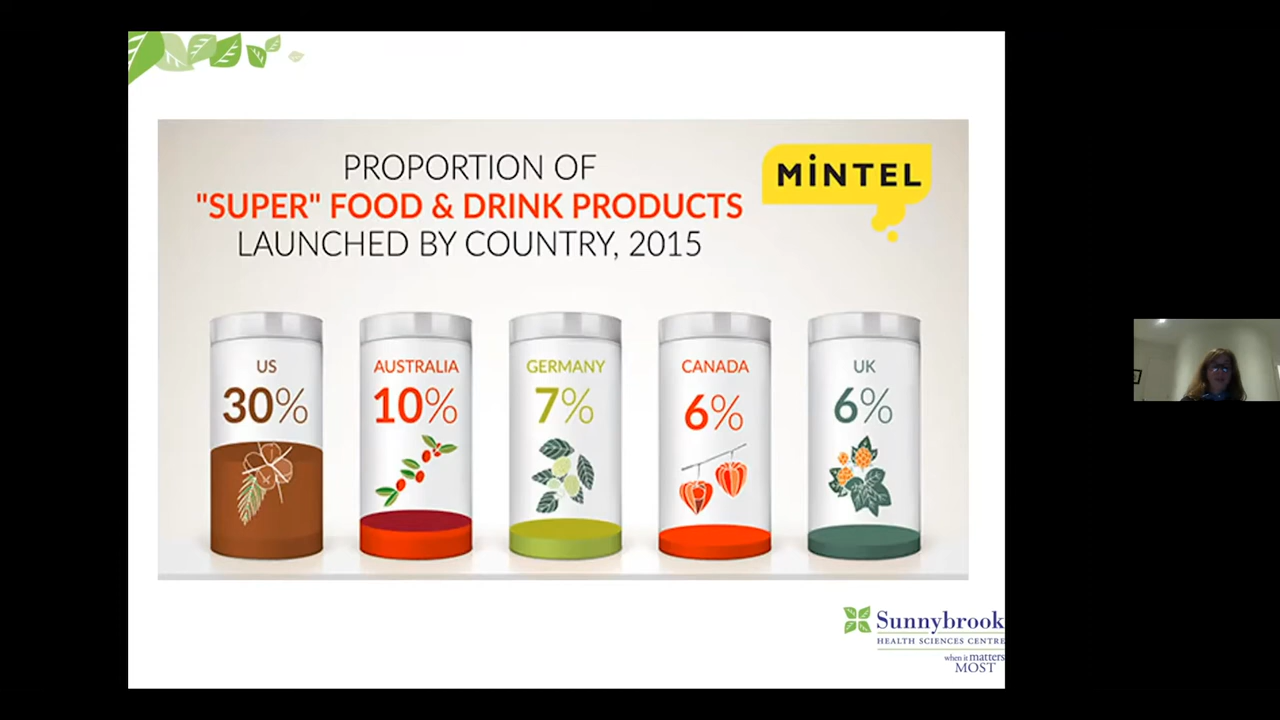 PROPORTION OF
"SUPER" FOOD & DRINK PRODUCTS
LAUNCHED BY COUNTRY, 2015
MiNTEL
US
30%
AUSTRALIA
10%
GERMANY
7%
CANADA
6%
UK
6%
Sunnybrook
HEALTH SCIENCES CENTRE
when it matters
MOST